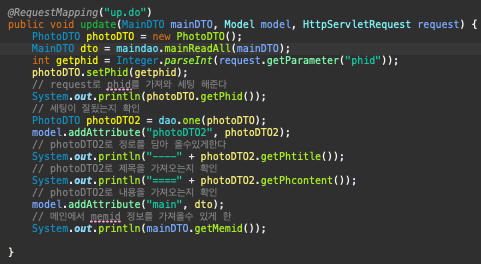 @RequestMapping("up.do")
public void update(MainDTO mainDTO, Model model, HttpServletRequest request) {
PhotoDTO photoDTO = new PhotoDTO();
MainDTO dto = maindao.mainReadAll(mainDTO);
int getphid = Integer.parseInt(request.getParameter("phid"));
photoDTO.setPhid(getphid);
// request로 phid를 가져와 세팅 해준다
System.out.println(photoDTO.getPhid());
// 세팅이 잘됬는지 확인
PhotoDTO photoDTO2 = dao.one(photoDTO);
model.addAttribute("photoDTO2", photoDTO2);
// photoDTO2로 정로를 담아 올수있게한다
System.out.println("----" + photoDTO2.getPhtitle());
// photoDTO2로 제목을 가져오는지 확인
System.out.println("====" + photoDTO2.getPhcontent());
// photoDTO2로 내용을 가져오는지 확인
model.addAttribute("main", dto);
// 메인에서 memid 정보를 가져올수 있게 한
System.out.println(mainDTO.getMemid());
}